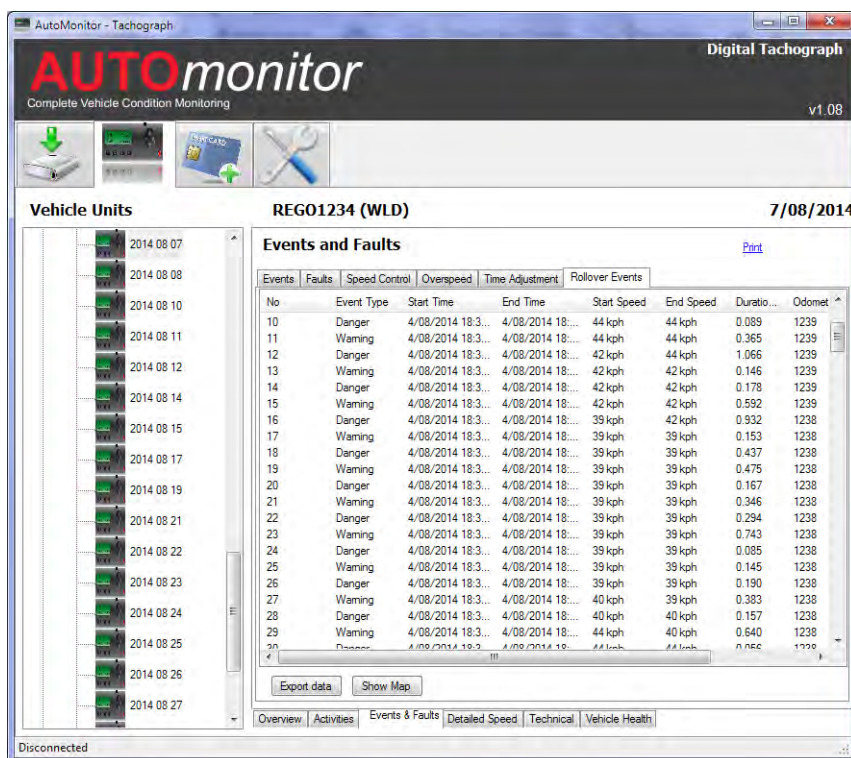 AutoMonitor - Tachograph
AUTOmonitor
Complete Vehicle Condition Monitoring
Digital Tachograph
v1.08
Vehicle Units
REGO1234 (WLD)
7/08/2014
2014 08 07
2014 08 08
2014 08 10
2014 08 11
2014 08 12
2014 08 14
2014 08 15
2014 08 17
2014 08 19
2014 08 21
2014 08 22
2014 08 23
2014 08 24
2014 08 25
2014 08 26
2014 08 27
Events and Faults
Print
Events Faults Speed Control Overspeed Time Adjustment Rollover Events
No Event Type Start Time End Time Start Speed End Speed Duratio... Odomet
10 Danger 4/08/2014 18:3... 4/08/2014 18:... 44 kph 44 kph 0.089 1239
11 Warning 4/08/2014 18:3... 4/08/2014 18:... 44 kph 44 kph 0.365 1239
12 Danger 4/08/2014 18:3... 4/08/2014 18:... 42 kph 44 kph 1.066 1239
13 Warning 4/08/2014 18:3... 4/08/2014 18:... 42 kph 42 kph 0.146 1239
14 Danger 4/08/2014 18:3... 4/08/2014 18:... 42 kph 42 kph 0.178 1239
15 Warning 4/08/2014 18:3... 4/08/2014 18:... 42 kph 42 kph 0.592 1239
16 Danger 4/08/2014 18:3... 4/08/2014 18:... 39 kph 42 kph 0.932 1238
17 Warning 4/08/2014 18:3... 4/08/2014 18:... 39 kph 39 kph 0.153 1238
18 Danger 4/08/2014 18:3... 4/08/2014 18:... 39 kph 39 kph 0.437 1238
19 Warning 4/08/2014 18:3... 4/08/2014 18:... 39 kph 39 kph 0.475 1238
20 Danger 4/08/2014 18:3... 4/08/2014 18:... 39 kph 39 kph 0.167 1238
21 Warning 4/08/2014 18:3... 4/08/2014 18:... 39 kph 39 kph 0.346 1238
22 Danger 4/08/2014 18:3... 4/08/2014 18:... 39 kph 39 kph 0.294 1238
23 Warning 4/08/2014 18:3... 4/08/2014 18:... 39 kph 39 kph 0.743 1238
24 Danger 4/08/2014 18:3... 4/08/2014 18:... 39 kph 39 kph 0.085 1238
25 Warning 4/08/2014 18:3... 4/08/2014 18:... 39 kph 39 kph 0.145 1238
26 Danger 4/08/2014 18:3... 4/08/2014 18:... 39 kph 39 kph 0.190 1238
27 Warning 4/08/2014 18:3... 4/08/2014 18:... 40 kph 39 kph 0.383 1238
28 Danger 4/08/2014 18:3... 4/08/2014 18:... 40 kph 40 kph 0.157 1238
29 Warning 4/08/2014 18:3... 4/08/2014 18:... 44 kph 40 kph 0.640 1238
Export data Show Map
Overview Activities Events & Faults Detailed Speed Technical Vehicle Health
Disconnected